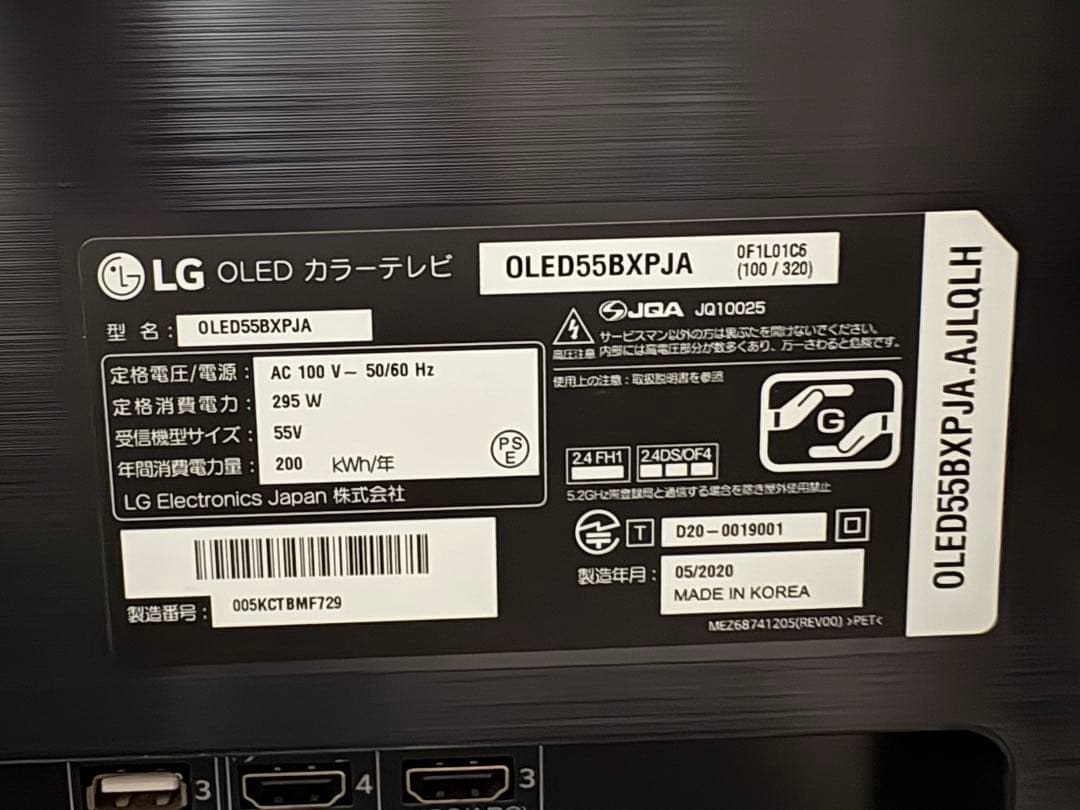 LG OLED カラーテレビ
OLED55BXPJA
0F1L01C6
(100 / 320)
型 名: OLED55BXPJA
定格電圧/電源: AC 100 V~ 50/60 Hz
定格消費電力: 295 W
受信機型サイズ: 55V
年間消費電力量: 200 kWh/年
PS
E
LG Electronics Japan 株式会社
製造番号: 005KCTBMF729
JQA JQ10025
高圧注意
サービスマン以外の方は裏ぶたを開けないでください。
内部には高電圧部分が数多くあり、万一さわると危険です。
使用上の注意:取扱説明書を参照
G
2.4 FH1
2.4DS/OF4
5.2GHz帯登録局と通信する場合を除き屋外使用禁止
T D20-0019001
製造年月: 05/2020
MADE IN KOREA
MEZ68741205(REV00) >PET<
OLED55BXPJA.AJLQLH
3
4
3